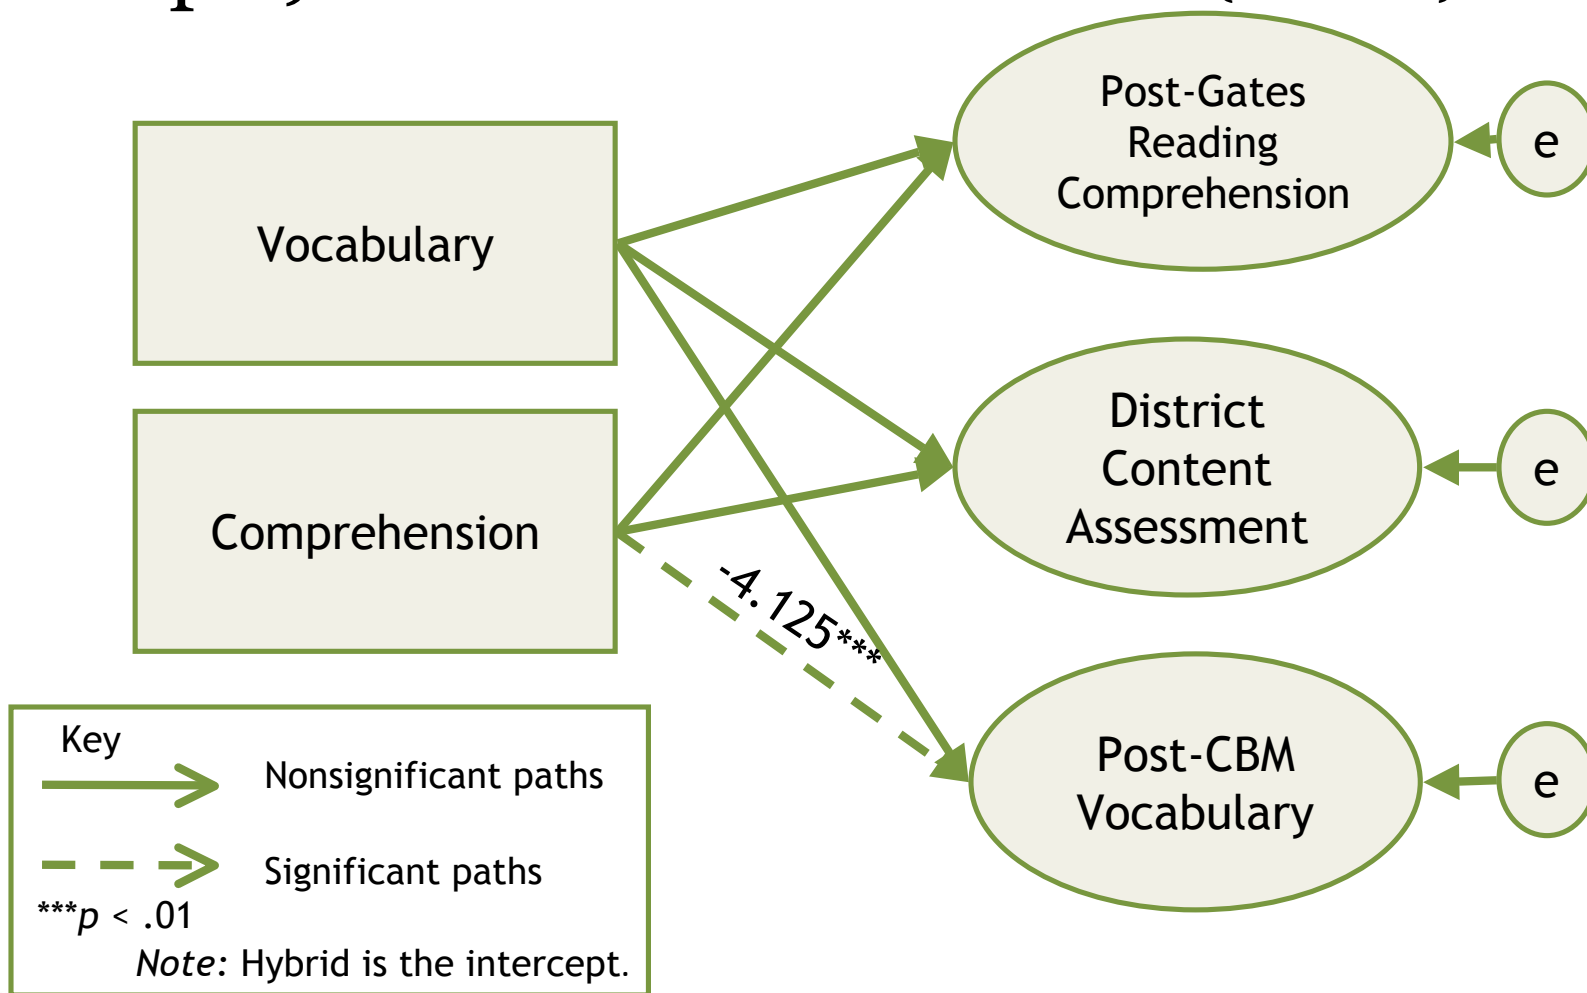 Vocabulary
Comprehension
Post-Gates
Reading
Comprehension
e
District
Content
Assessment
e
Post-CBM
Vocabulary
e
-4.125***
Key
Nonsignificant paths
Significant paths
***p < .01
Note: Hybrid is the intercept.